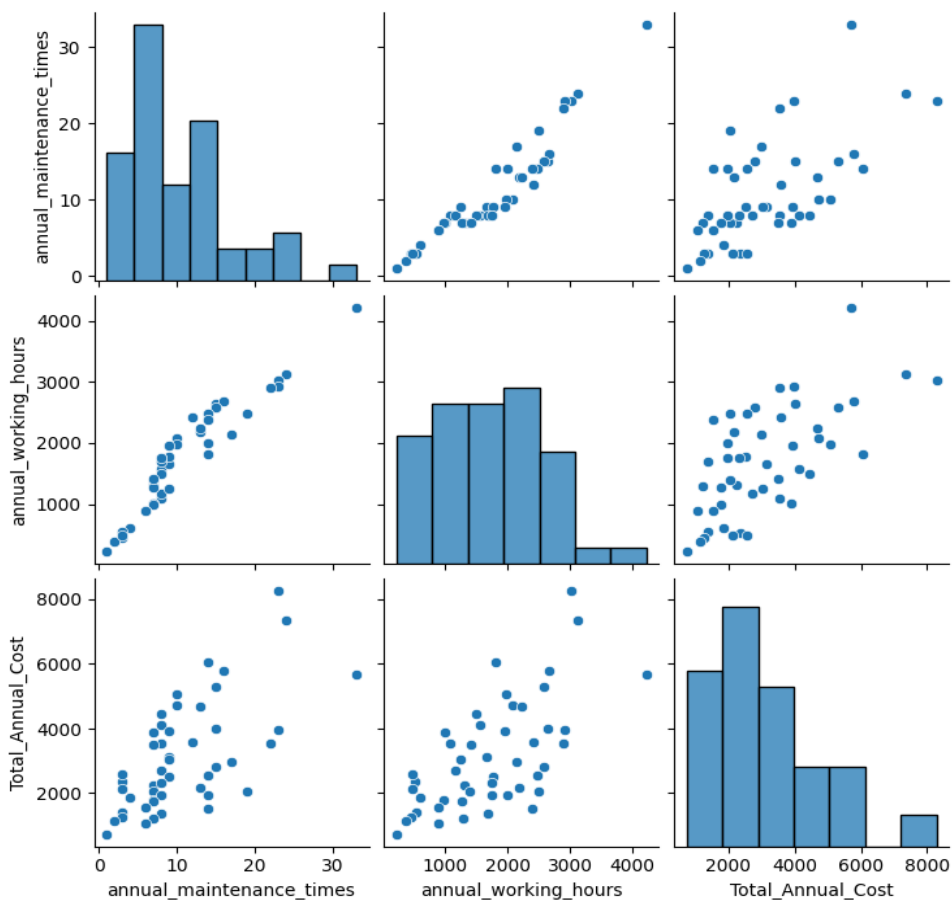 annual_maintenance_times
30
20
10
0
annual_working_hours
4000
3000
2000
1000
Total_Annual_Cost
8000
6000
4000
2000
0 10 20 30 0 1000 2000 3000 4000 2000 4000 6000 8000
annual_maintenance_times annual_working_hours Total_Annual_Cost